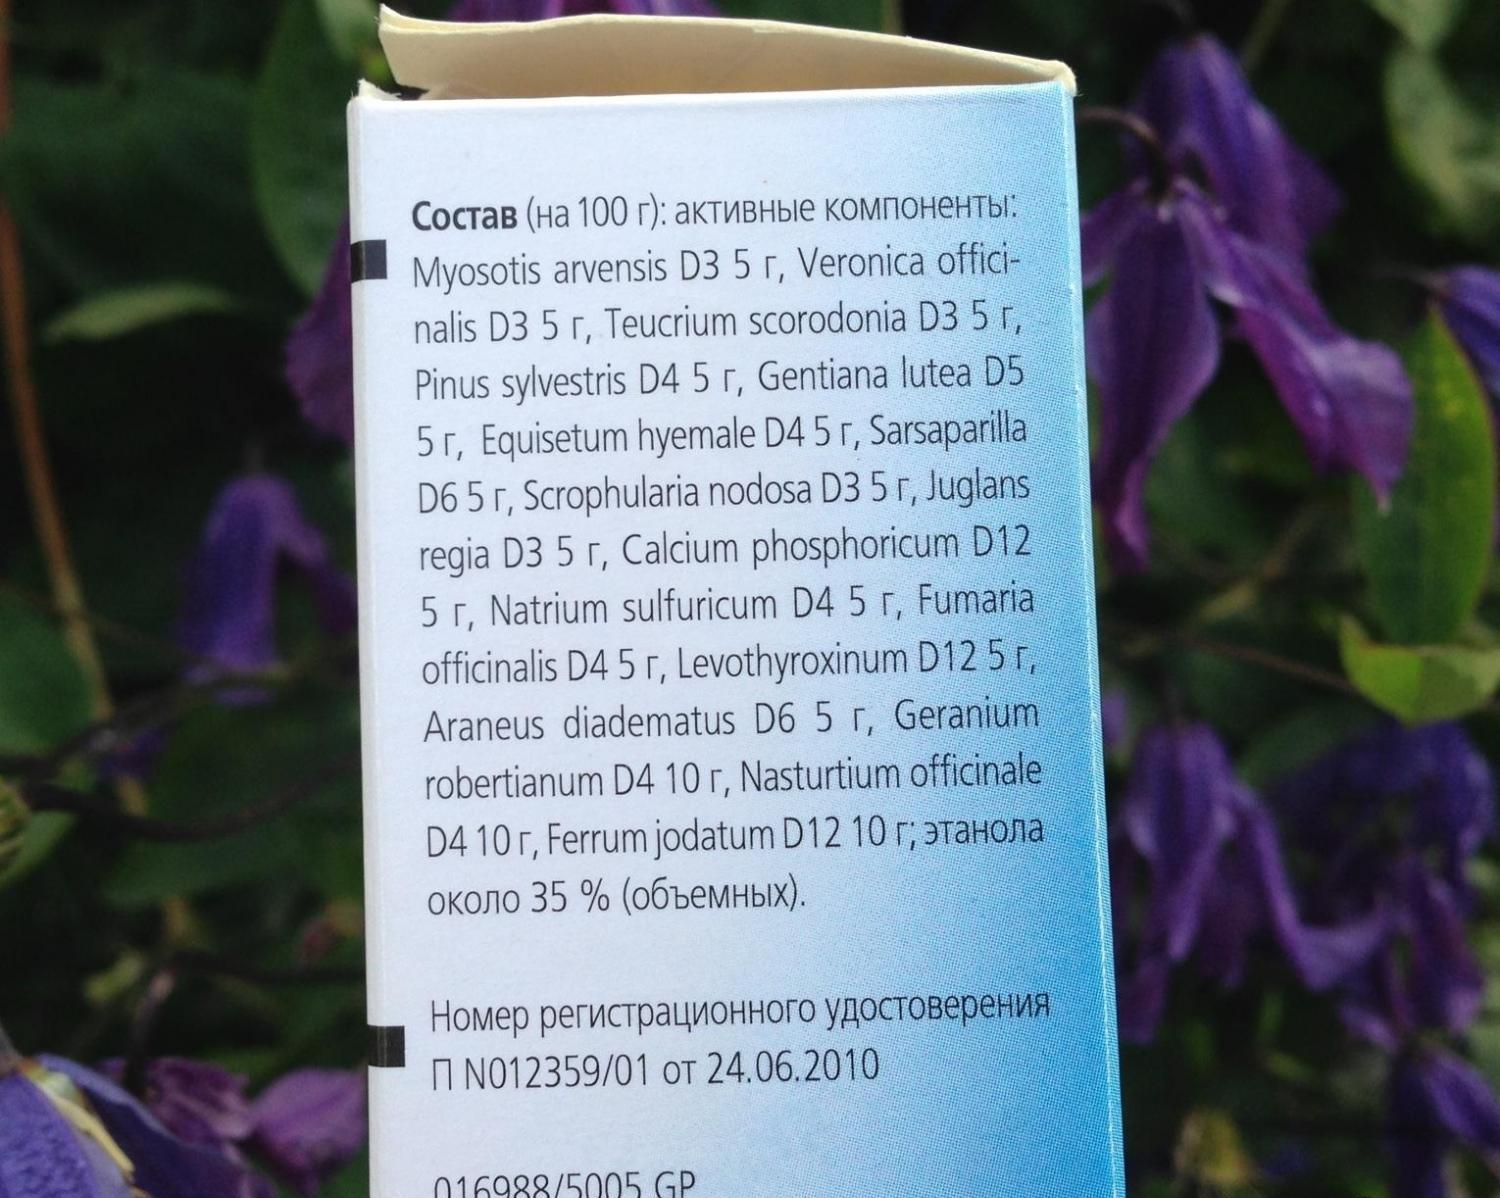 Состав (на 100 г): активные компоненты:
Myosotis arvensis D3 5 г, Veronica offici-
nalis D3 5 г, Teucrium scorodonia D3 5 г,
Pinus sylvestris D4 5 г, Gentiana lutea D5
5 г, Equisetum hyemale D4 5 г, Sarsaparilla
D6 5 г, Scrophularia nodosa D3 5 г, Juglans
regia D3 5 г, Calcium phosphoricum D12
5 г, Natrium sulfuricum D4 5 г, Fumaria
officinalis D4 5 г, Levothyroxinum D12 5 г,
Araneus diadematus D6 5 г, Geranium
robertianum D4 10 г, Nasturtium officinale
D4 10 г, Ferrum jodatum D12 10 г; этанола
около 35 % (объемных).
Номер регистрационного удостоверения
П N012359/01 от 24.06.2010
016988/5005 GP